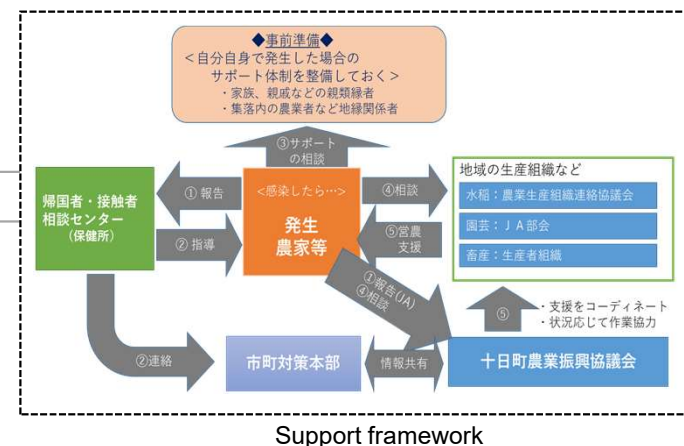 ◆事前準備◆
＜自分自身で発生した場合の
サポート体制を整備しておく＞
・家族、親戚などの親類縁者
・集落内の農業者など地縁関係者
③サポート
の相談
帰国者・接触者
相談センター
（保健所）
①報告
②指導
<感染したら…>
発生
農家等
④相談
⑤営農
支援
地域の生産組織など
水稲：農業生産組織連絡協議会
園芸：ＪＡ部会
畜産：生産者組織
①報告(JA)
④相談
⑤
・支援をコーディネート
・状況応じて作業協力
②連絡
市町対策本部
情報共有
十日町農業振興協議会
Support framework